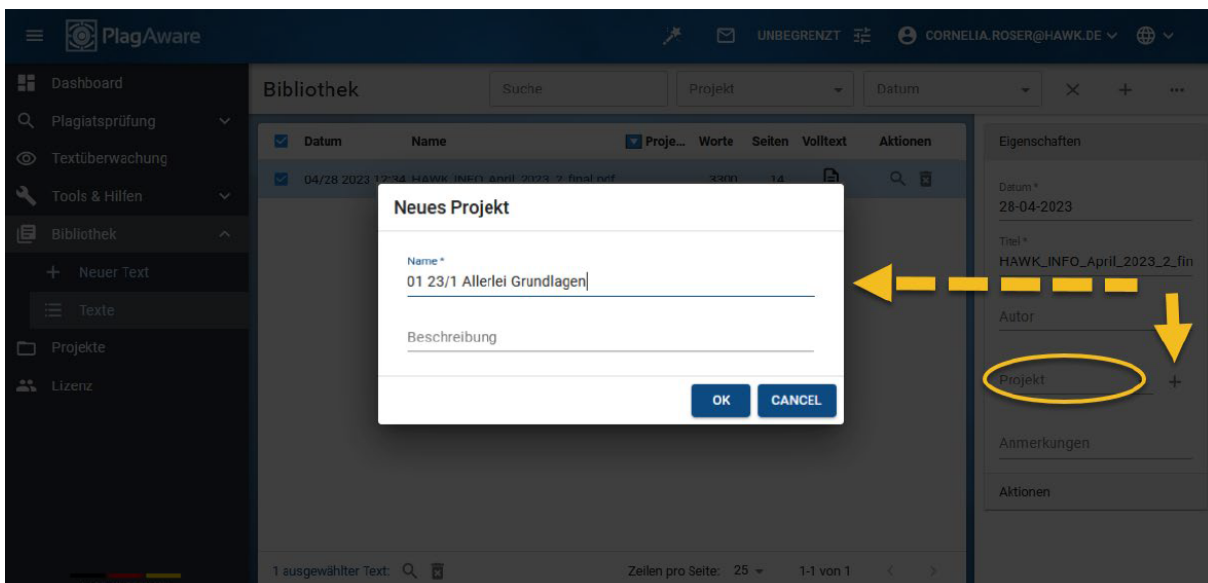 PlagAware
UNBEGRENZT
CORNELIA.ROSER@HAWK.DE
Dashboard
Plagiatsprüfung
Textüberwachung
Tools & Hilfen
Bibliothek
Neuer Text
Texte
Projekte
Lizenz
Bibliothek
Suche
Projekt
Datum
Datum Name Proje... Worte Seiten Volltext Aktionen
04/28 2023 12:34 HAWK_INFO_April_2023_2_final.pdf 3300 14
Neues Projekt
Name *
01 23/1 Allerlei Grundlagen
Beschreibung
OK
CANCEL
Eigenschaften
Datum *
28-04-2023
Titel *
HAWK_INFO_April_2023_2_fin
Autor
Projekt
Anmerkungen
Aktionen
1 ausgewählter Text:
Zeilen pro Seite: 25
1-1 von 1